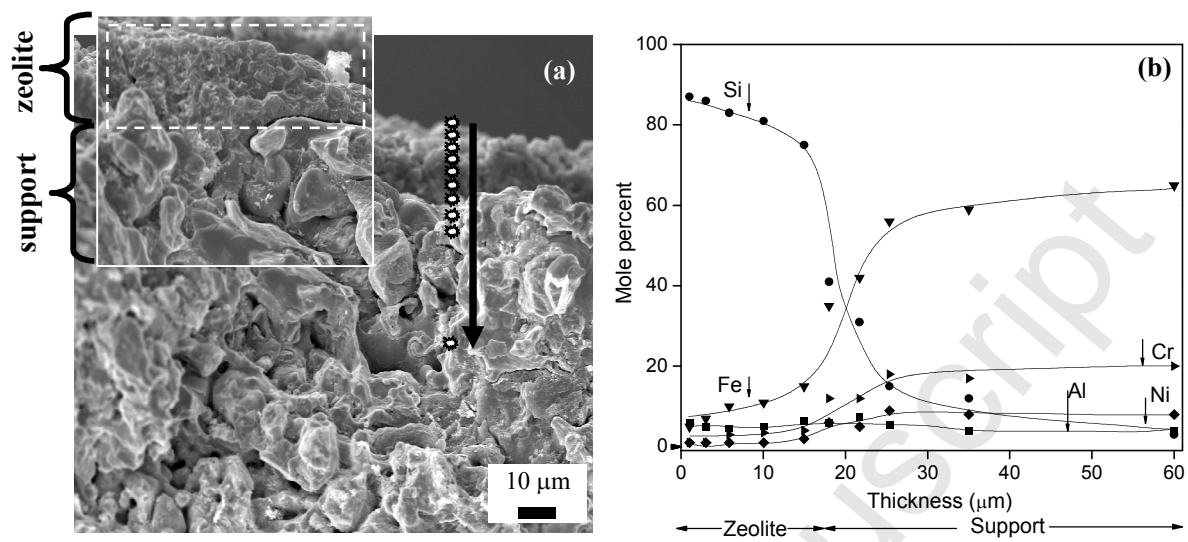 zeolite
support
(a)
10 μm
(b)
Mole percent
100
80
60
40
20
0
Si
Fe
Cr
Al
Ni
0 10 20 30 40 50 60
Thickness (μm)
Zeolite Support
uscript